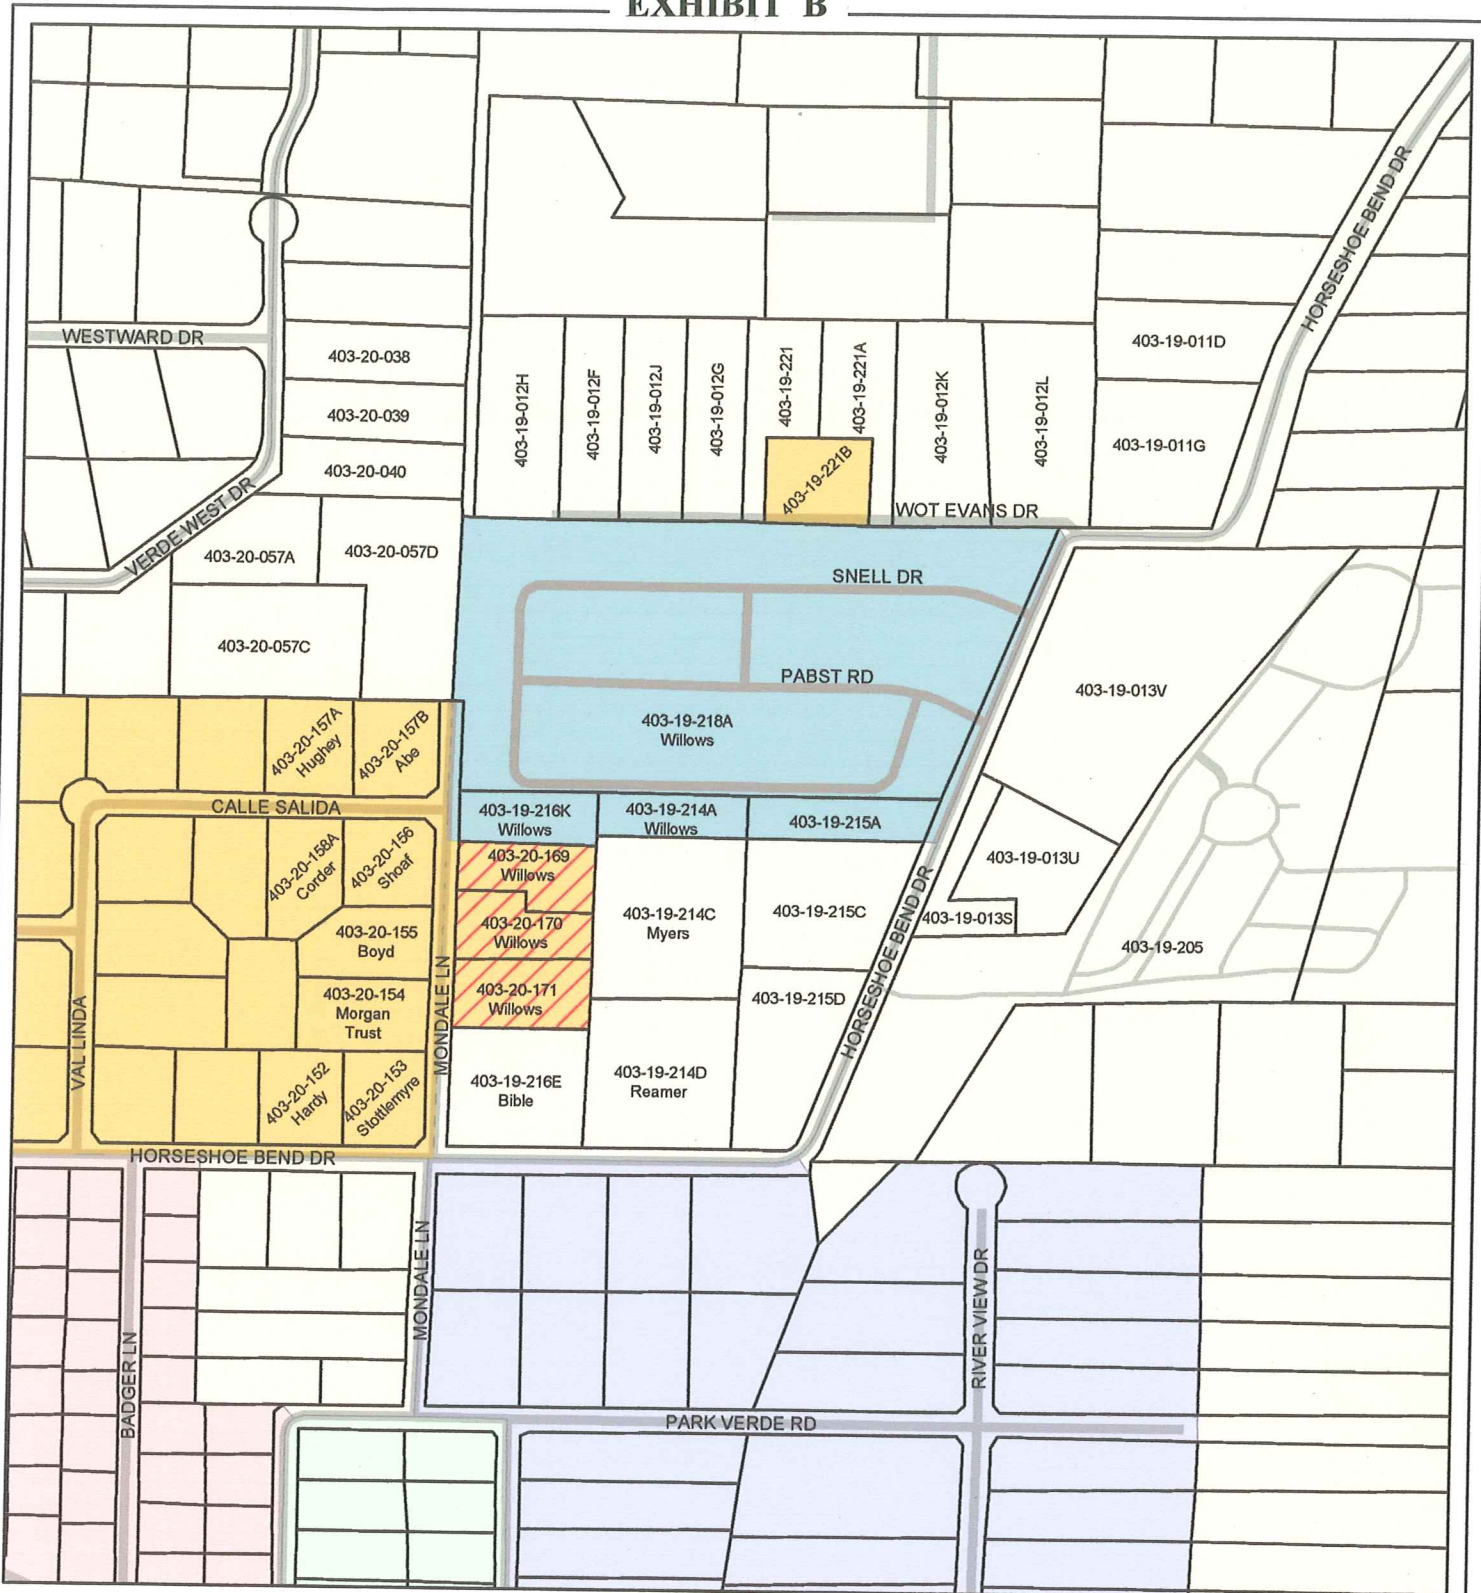 EXHIBIT B
HORSESHOE BEND DR
WESTWARD DR
403-20-038
403-20-039
403-20-040
VERDE WEST DR
403-20-057A
403-20-057D
403-20-057C
403-19-012H
403-19-012F
403-19-012J
403-19-012G
403-19-221
403-19-221A
403-19-221B
403-19-012K
403-19-012L
403-19-011D
403-19-011G
WOT EVANS DR
SNELL DR
PABST RD
403-19-218A
Willows
403-19-013V
403-20-157A
Hughey
403-20-157B
Abe
CALLE SALIDA
403-19-216K
Willows
403-19-214A
Willows
403-19-215A
403-20-158A
Corder
403-20-156
Shoaf
403-20-169
Willows
403-20-155
Boyd
403-20-170
Willows
403-19-214C
Myers
403-19-215C
403-19-013U
403-19-013S
403-19-205
403-20-154
Morgan
Trust
403-20-171
Willows
403-19-215D
HORSESHOE BEND DR
VAL LINDA
MONDALE LN
403-20-152
Hardy
403-20-153
Stottlemyre
403-19-216E
Bible
403-19-214D
Reamer
HORSESHOE BEND DR
MONDALE LN
RIVER VIEW DR
BADGER LN
PARK VERDE RD